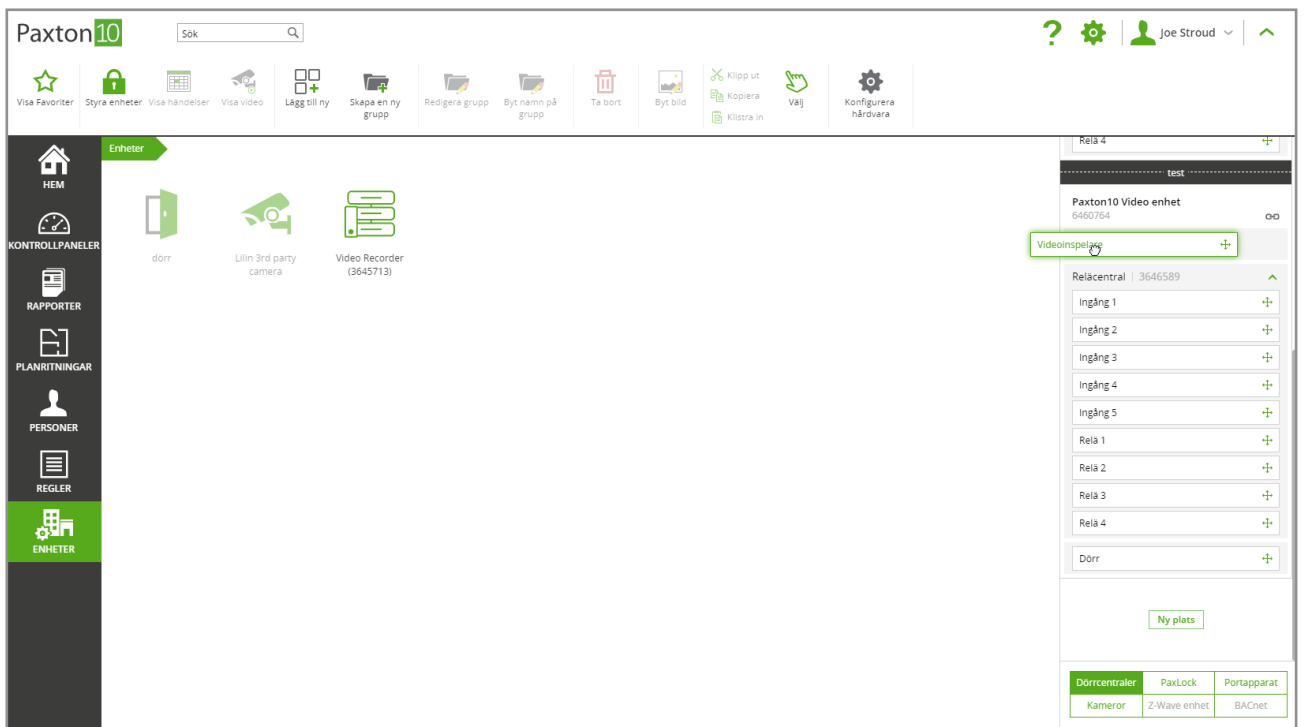 Paxton10
Sök
?
Joe Stroud
Visa Favoriter
Styra enheter
Visa händelser
Visa video
Lägg till ny
Skapa en ny
grupp
Redigera grupp
Byt namn på
grupp
Ta bort
Byt bild
Klipp ut
Kopiera
Klistra in
Välj
Konfigurera
hårdvara
HEM
KONTROLLPANELER
RAPPORTER
PLANRITNINGAR
PERSONER
REGLER
ENHETER
Enheter
dörr
Lilin 3rd party
camera
Video Recorder
(3645713)
Relä 4
test
Paxton10 Video enhet
6460764
Videoinspelare
Reläcentral | 3646589
Ingång 1
Ingång 2
Ingång 3
Ingång 4
Ingång 5
Relä 1
Relä 2
Relä 3
Relä 4
Dörr
Ny plats
Dörrcentraler
PaxLock
Portapparat
Kameror
Z-Wave enhet
BACnet